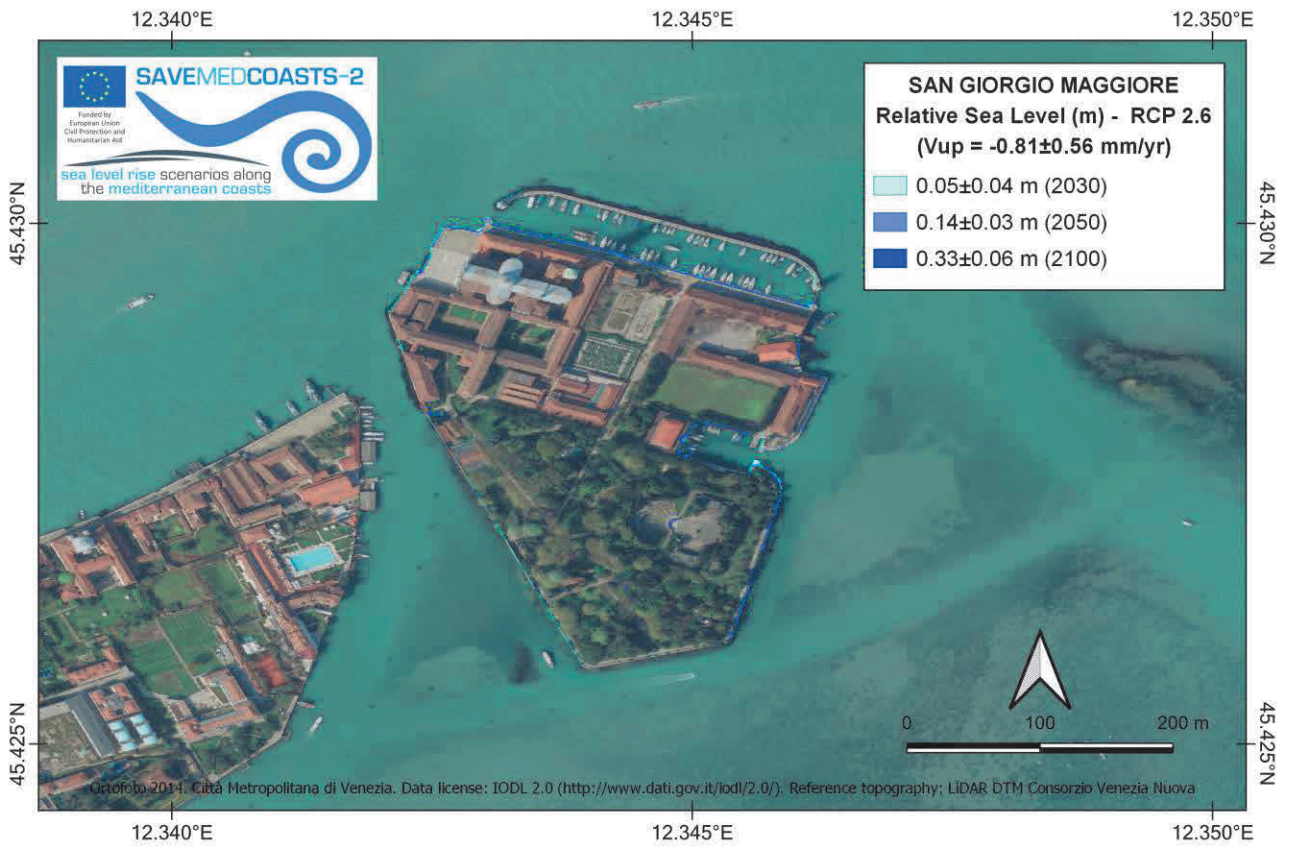 12.340°E
12.345°E
12.350°E
SAVEMEDCOASTS-2
Funded by
European Union
Civil Protection and
Humanitarian Aid
sea level rise scenarios along
the mediterranean coasts
SAN GIORGIO MAGGIORE
Relative Sea Level (m) - RCP 2.6
(Vup = -0.81±0.56 mm/yr)
0.05±0.04 m (2030)
0.14±0.03 m (2050)
0.33±0.06 m (2100)
45.430°N
45.430°N
0 100 200 m
45.425°N
45.425°N
Ortofoto 2014. Città Metropolitana di Venezia. Data license: IODL 2.0 (http://www.dati.gov.it/iodl/2.0/). Reference topography: LiDAR DTM Consorzio Venezia Nuova
12.340°E
12.345°E
12.350°E